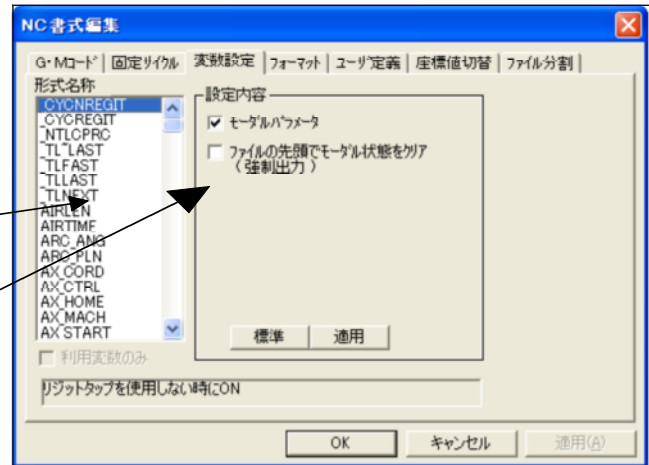 NC書式編集
G・Mコード 固定サイクル 変数設定 フォーマット ユーザ定義 座標値切替 ファイル分割
形式名称
_CYCNREGIT
_CYCREGIT
_NTLCPRC
_TL~LAST
_TLFAST
_TLLAST
_TLNEXT
AIRLEN
AIRTIME
ARC_ANG
ARC_PLN
AX_CORD
AX_CTRL
AX_HOME
AX_MACH
AX_START
利用変数のみ
設定内容
モーダルパラメータ
ファイルの先頭でモーダル状態をクリア
（強制出力）
標準 適用
リジットタップを使用しない時にON
OK キャンセル 適用(A)